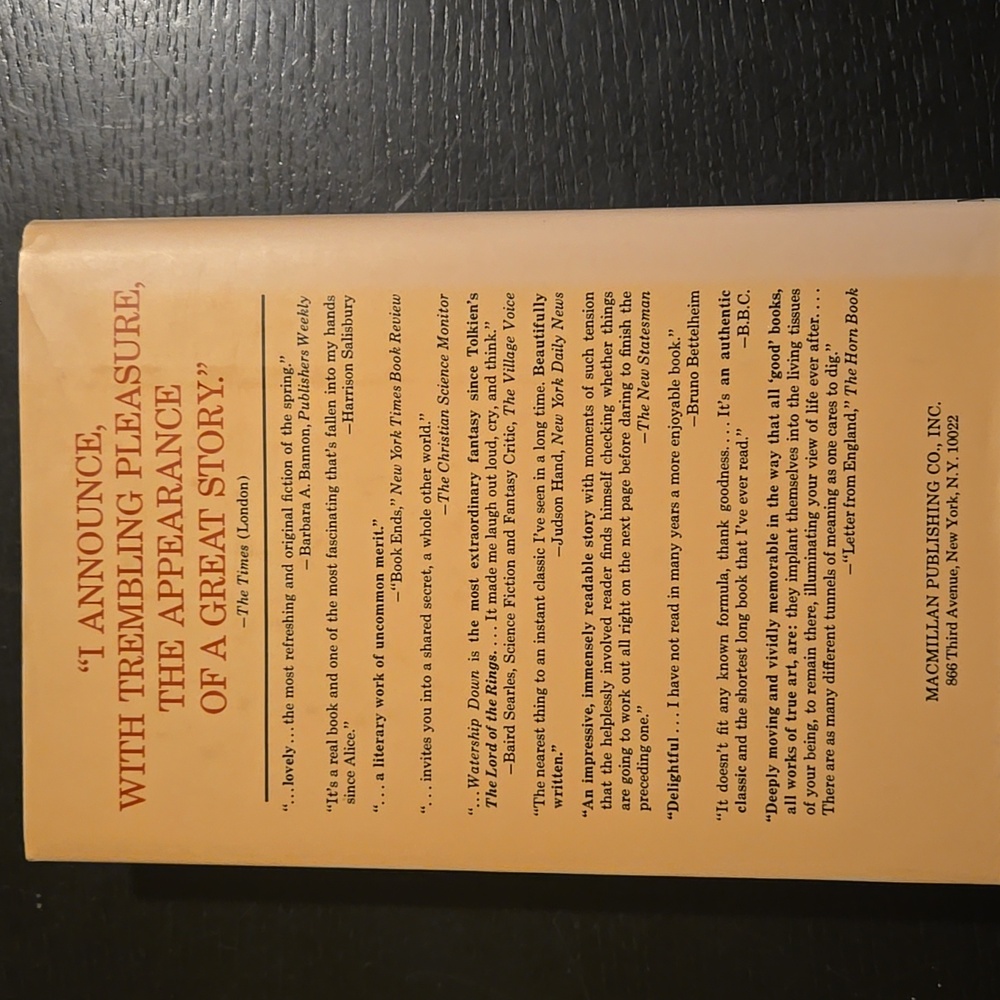 “I ANNOUNCE,
WITH TREMBLING PLEASURE,
THE APPEARANCE
OF A GREAT STORY.”
–The Times (London)
“...lovely...the most refreshing and original fiction of the spring.”
–Barbara A. Bannon, Publishers Weekly
“It's a real book and one of the most fascinating that's fallen into my hands
since Alice.”
–Harrison Salisbury
“... a literary work of uncommon merit.”
–“Book Ends,’ New York Times Book Review
“... invites you into a shared secret, a whole other world.”
–The Christian Science Monitor
“...Watership Down is the most extraordinary fantasy since Tolkien's
The Lord of the Rings. ... It made me laugh out loud, cry, and think.”
–Baird Searles, Science Fiction and Fantasy Critic, The Village Voice
“The nearest thing to an instant classic I've seen in a long time. Beautifully
written.”
–Judson Hand, New York Daily News
“An impressive, immensely readable story with moments of such tension
that the helplessly involved reader finds himself checking whether things
are going to work out all right on the next page before daring to finish the
preceding one.”
–The New Statesman
“Delightful ... I have not read in many years a more enjoyable book.”
–Bruno Bettelheim
“It doesn't fit any known formula, thank goodness. ... It's an authentic
classic and the shortest long book that I've ever read.”
–B.B.C.
“Deeply moving and vividly memorable in the way that all ‘good’ books,
all works of true art, are: they implant themselves into the living tissues
of your being, to remain there, illuminating your view of life ever after. ...
There are as many different tunnels of meaning as one cares to dig.”
–“Letter from England,” The Horn Book
MACMILLAN PUBLISHING CO., INC.
866 Third Avenue, New York, N.Y. 10022